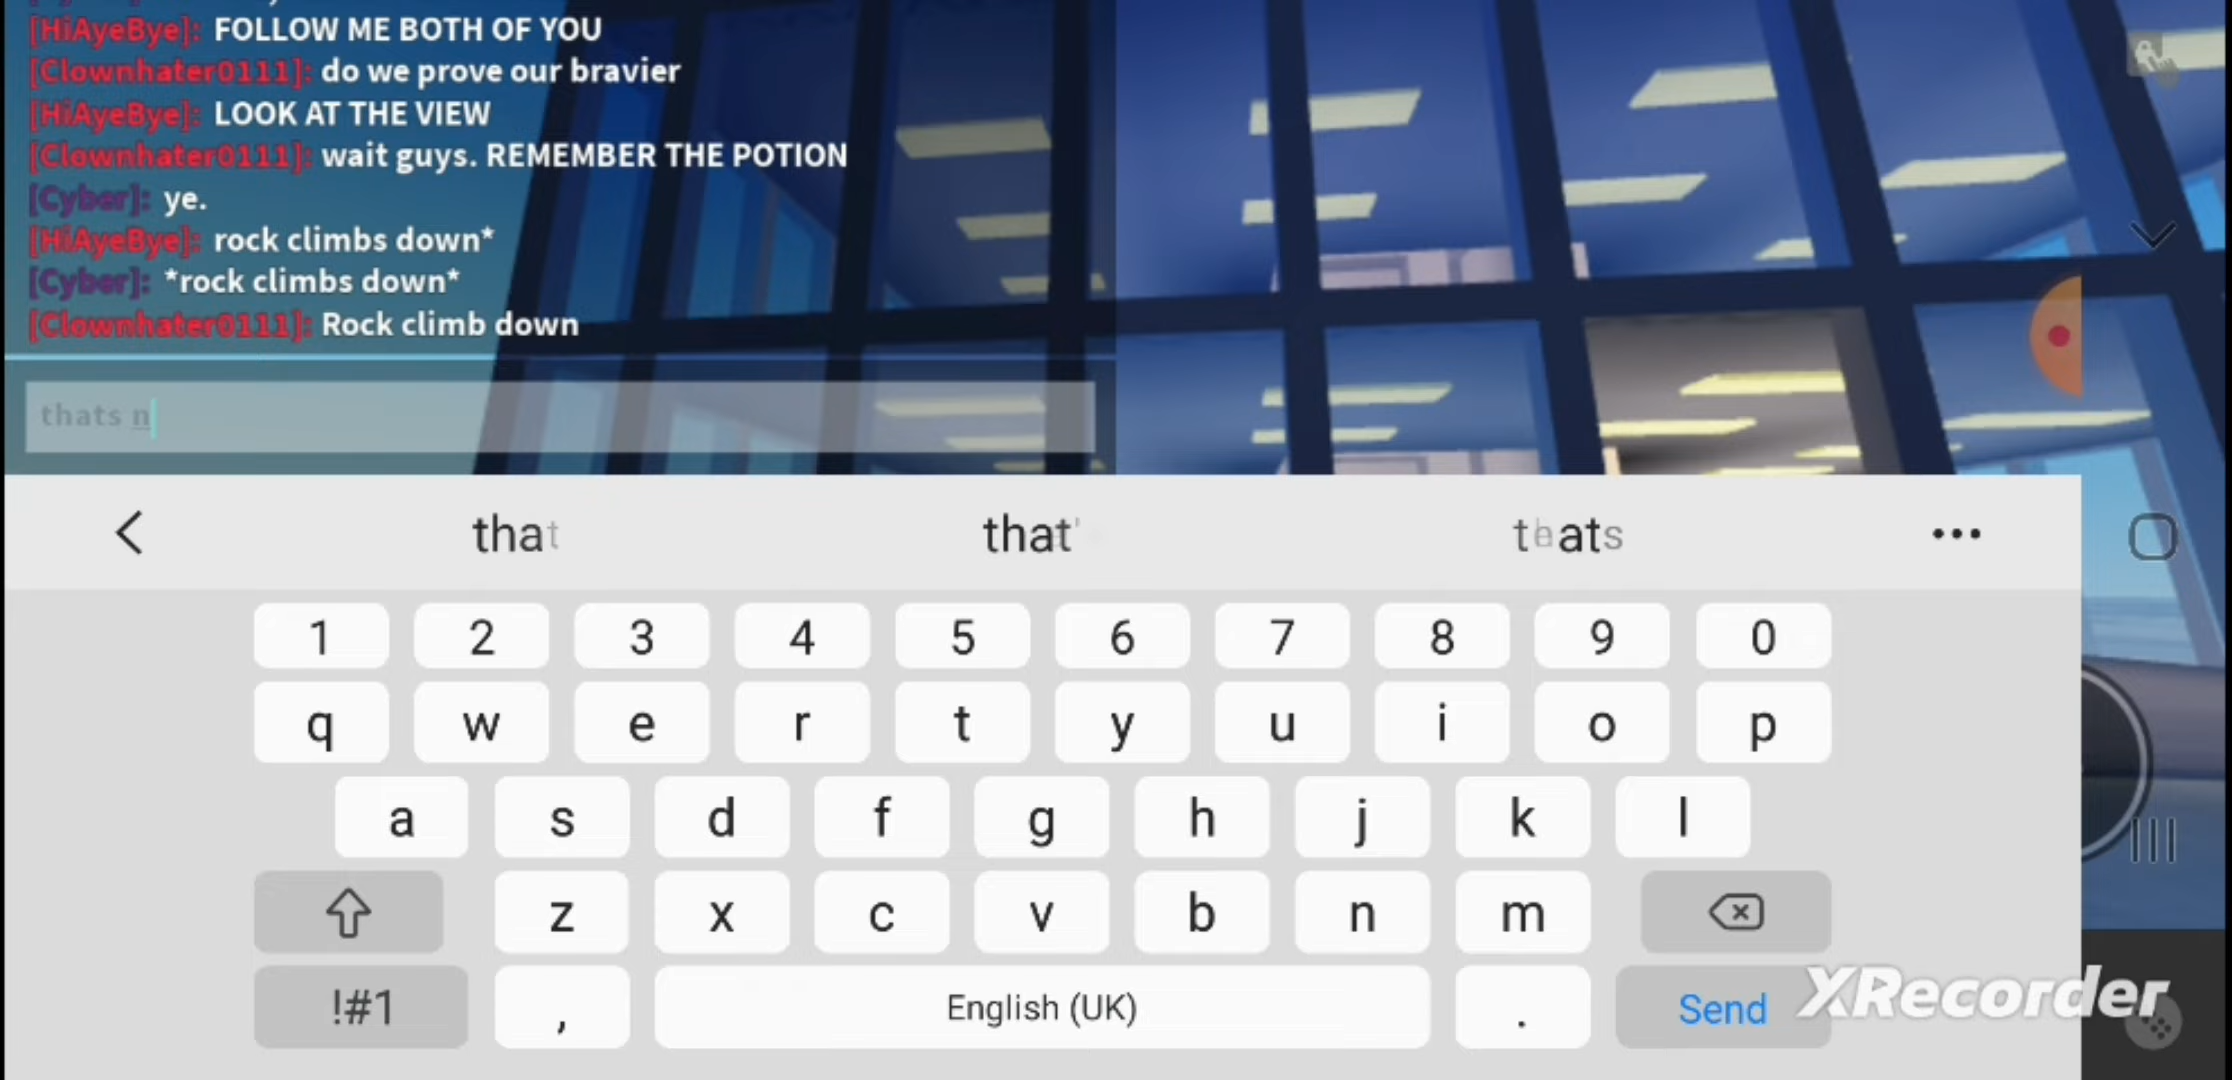 [HiAyeBye]: FOLLOW ME BOTH OF YOU
[Clownhater0111]: do we prove our bravier
[HiAyeBye]: LOOK AT THE VIEW
[Clownhater0111]: wait guys. REMEMBER THE POTION
[Cyber]: ye.
[HiAyeBye]: rock climbs down*
[Cyber]: *rock climbs down*
[Clownhater0111]: Rock climb down
thats n
that that' thats
1 2 3 4 5 6 7 8 9 0
q w e r t y u i o p
a s d f g h j k l
z x c v b n m
!#1 , English (UK) . Send
XRecorder